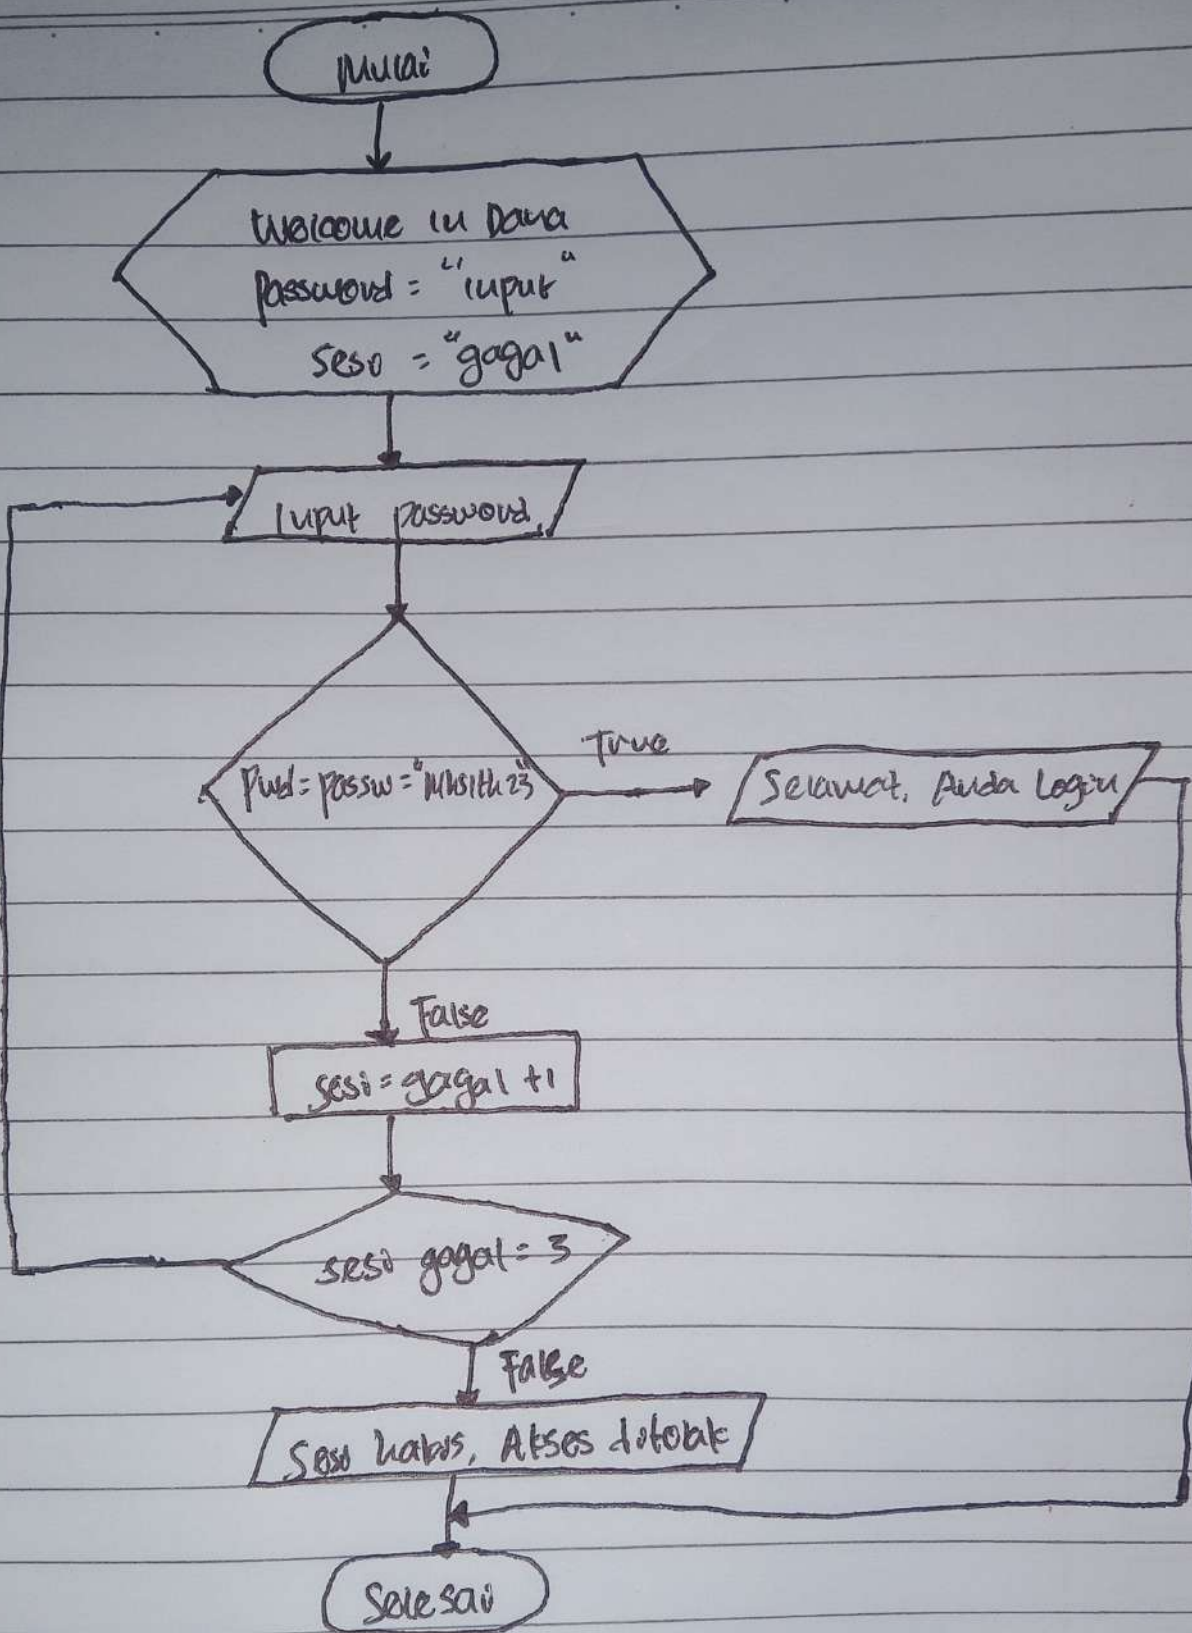 Mulai
Welcome in Dana
Password = "input"
sesi = "gagal"
Input password
True
Pwd = passw =
Selamat, Anda Login
False
sesi = gagal +1
sesi gagal = 3
False
Sesi habis, Akses ditolak
Selesai